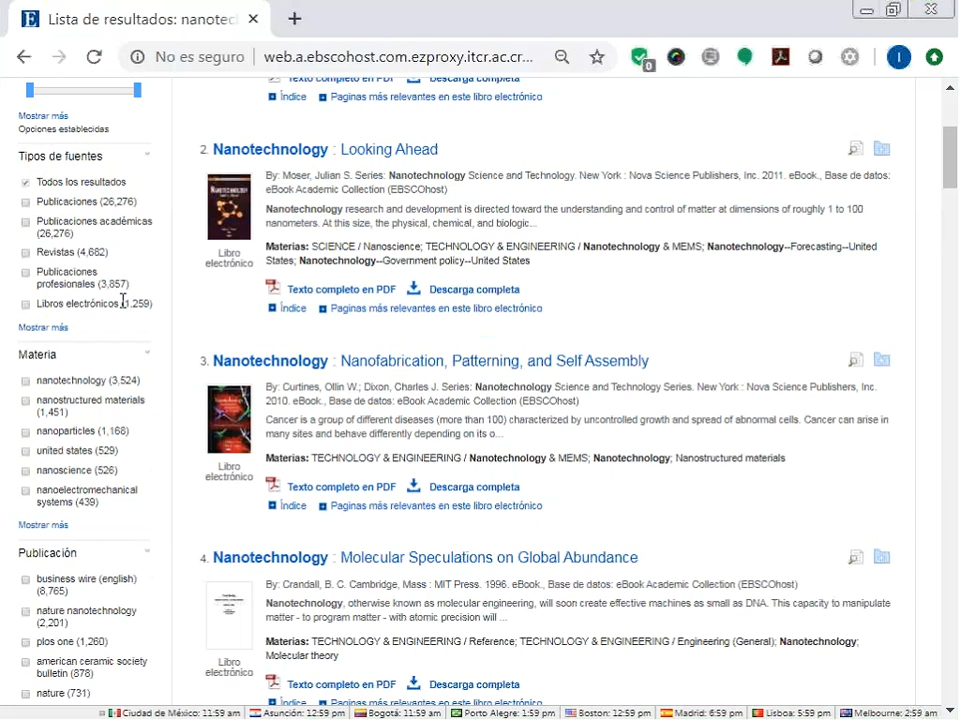 Lista de resultados: nanotec
No es seguro
web.a.ebscohost.com.ezproxy.itcr.ac.cr...
0
I
Mostrar más
Opciones establecidas
Tipos de fuentes
Todos los resultados
Publicaciones (26,276)
Publicaciones académicas
(26,276)
Revistas (4,682)
Publicaciones
profesionales (3,857)
Libros electrónicos (1,259)
Mostrar más
Materia
nanotechnology (3,524)
nanostructured materials
(1,451)
nanoparticles (1,168)
united states (529)
nanoscience (526)
nanoelectromechanical
systems (439)
Mostrar más
Publicación
business wire (english)
(8,765)
nature nanotechnology
(2,201)
plos one (1,260)
american ceramic society
bulletin (878)
nature (731)
Texto completo en PDF Descarga completa
Índice Paginas más relevantes en este libro electrónico
2. Nanotechnology : Looking Ahead
By: Moser, Julian S. Series: Nanotechnology Science and Technology. New York : Nova Science Publishers, Inc. 2011. eBook., Base de datos:
eBook Academic Collection (EBSCOhost)
Nanotechnology research and development is directed toward the understanding and control of matter at dimensions of roughly 1 to 100
nanometers. At this size, the physical, chemical, and biologic...
Libro
electrónico
Materias: SCIENCE / Nanoscience; TECHNOLOGY & ENGINEERING / Nanotechnology & MEMS; Nanotechnology--Forecasting--United
States; Nanotechnology--Government policy--United States
Texto completo en PDF Descarga completa
Índice Paginas más relevantes en este libro electrónico
3. Nanotechnology : Nanofabrication, Patterning, and Self Assembly
By: Curtines, Ollin W.; Dixon, Charles J. Series: Nanotechnology Science and Technology Series. New York : Nova Science Publishers, Inc.
2010. eBook., Base de datos: eBook Academic Collection (EBSCOhost)
Cancer is a group of different diseases (more than 100) characterized by uncontrolled growth and spread of abnormal cells. Cancer can arise in
many sites and behave differently depending on its o...
Libro
electrónico
Materias: TECHNOLOGY & ENGINEERING / Nanotechnology & MEMS; Nanotechnology; Nanostructured materials
Texto completo en PDF Descarga completa
Índice Paginas más relevantes en este libro electrónico
4. Nanotechnology : Molecular Speculations on Global Abundance
By: Crandall, B. C. Cambridge, Mass : MIT Press. 1996. eBook., Base de datos: eBook Academic Collection (EBSCOhost)
Nanotechnology, otherwise known as molecular engineering, will soon create effective machines as small as DNA. This capacity to manipulate
matter - to program matter - with atomic precision will ...
Libro
electrónico
Materias: TECHNOLOGY & ENGINEERING / Reference; TECHNOLOGY & ENGINEERING / Engineering (General); Nanotechnology;
Molecular theory
Texto completo en PDF Descarga completa
Índice Paginas más relevantes en este libro electrónico
Ciudad de México: 11:59 am Asunción: 12:59 pm Bogotá: 11:59 am Porto Alegre: 1:59 pm Boston: 12:59 pm Madrid: 6:59 pm Lisboa: 5:59 pm Melbourne: 2:59 am